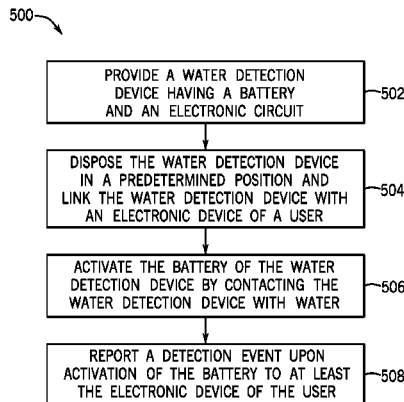 500
PROVIDE A WATER DETECTION
DEVICE HAVING A BATTERY
AND AN ELECTRONIC CIRCUIT
502
DISPOSE THE WATER DETECTION DEVICE
IN A PREDETERMINED POSITION AND
LINK THE WATER DETECTION DEVICE WITH
AN ELECTRONIC DEVICE OF A USER
504
ACTIVATE THE BATTERY OF THE WATER
DETECTION DEVICE BY CONTACTING THE
WATER DETECTION DEVICE WITH WATER
506
REPORT A DETECTION EVENT UPON
ACTIVATION OF THE BATTERY TO AT LEAST
THE ELECTRONIC DEVICE OF THE USER
508